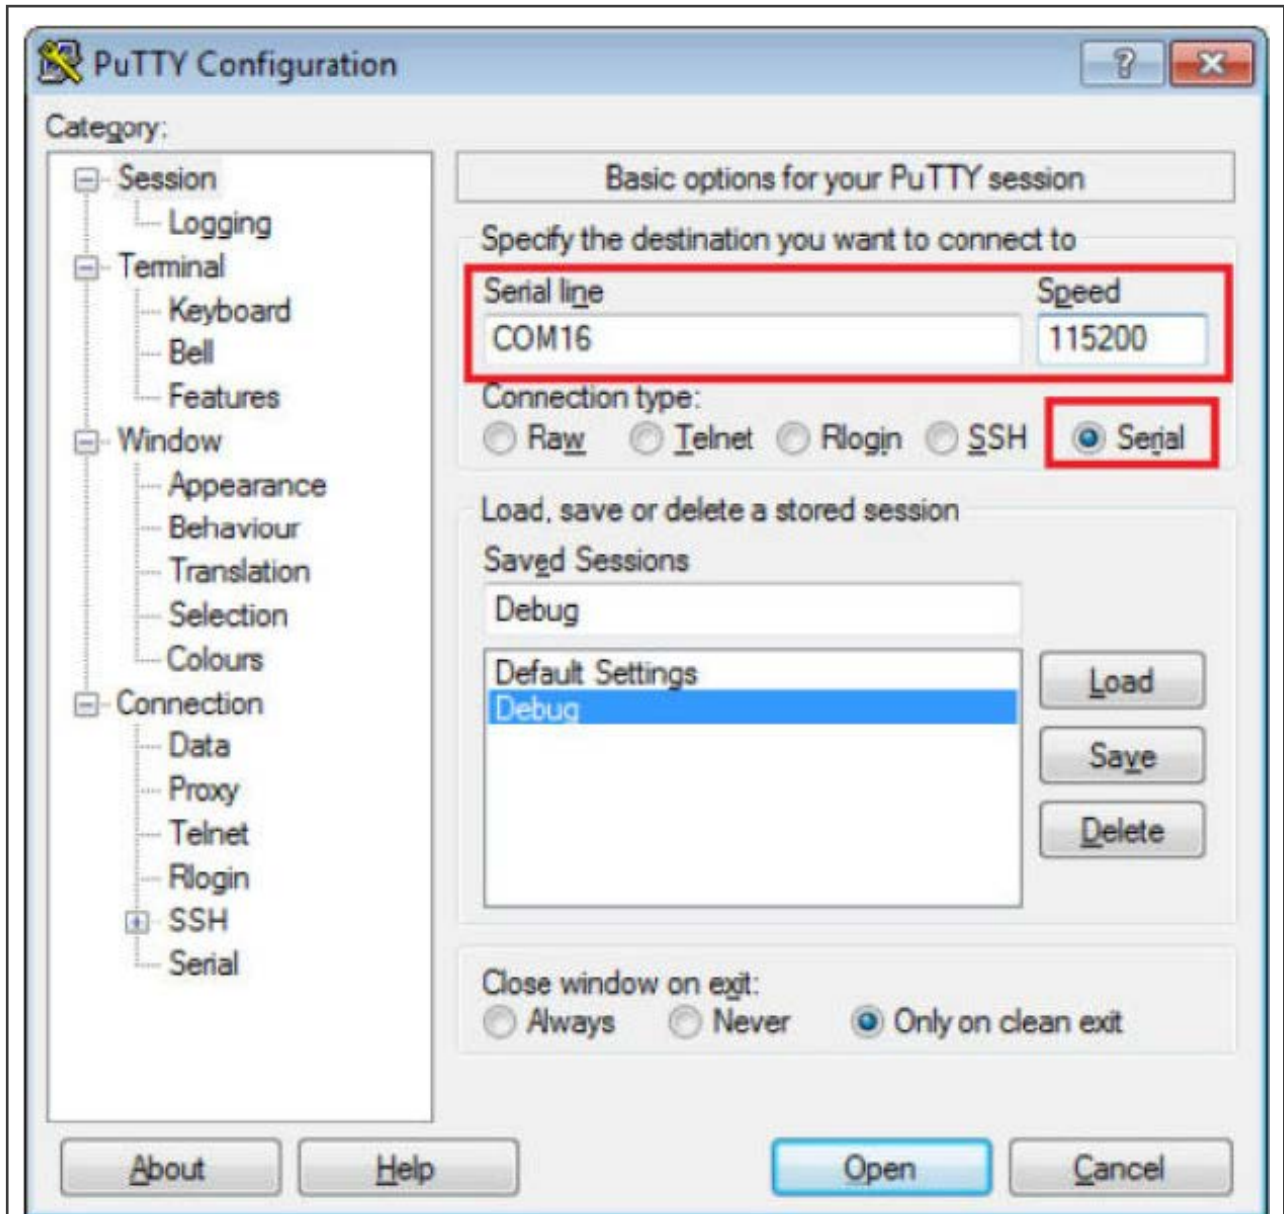 PuTTY Configuration
?
Category:
Session
Logging
Terminal
Keyboard
Bell
Features
Window
Appearance
Behaviour
Translation
Selection
Colours
Connection
Data
Proxy
Telnet
Rlogin
SSH
Serial
Basic options for your PuTTY session
Specify the destination you want to connect to
Serial line Speed
COM16 115200
Connection type:
Raw Telnet Rlogin SSH Serial
Load, save or delete a stored session
Saved Sessions
Debug
Default Settings
Debug
Load
Save
Delete
Close window on exit:
Always Never Only on clean exit
About Help Open Cancel